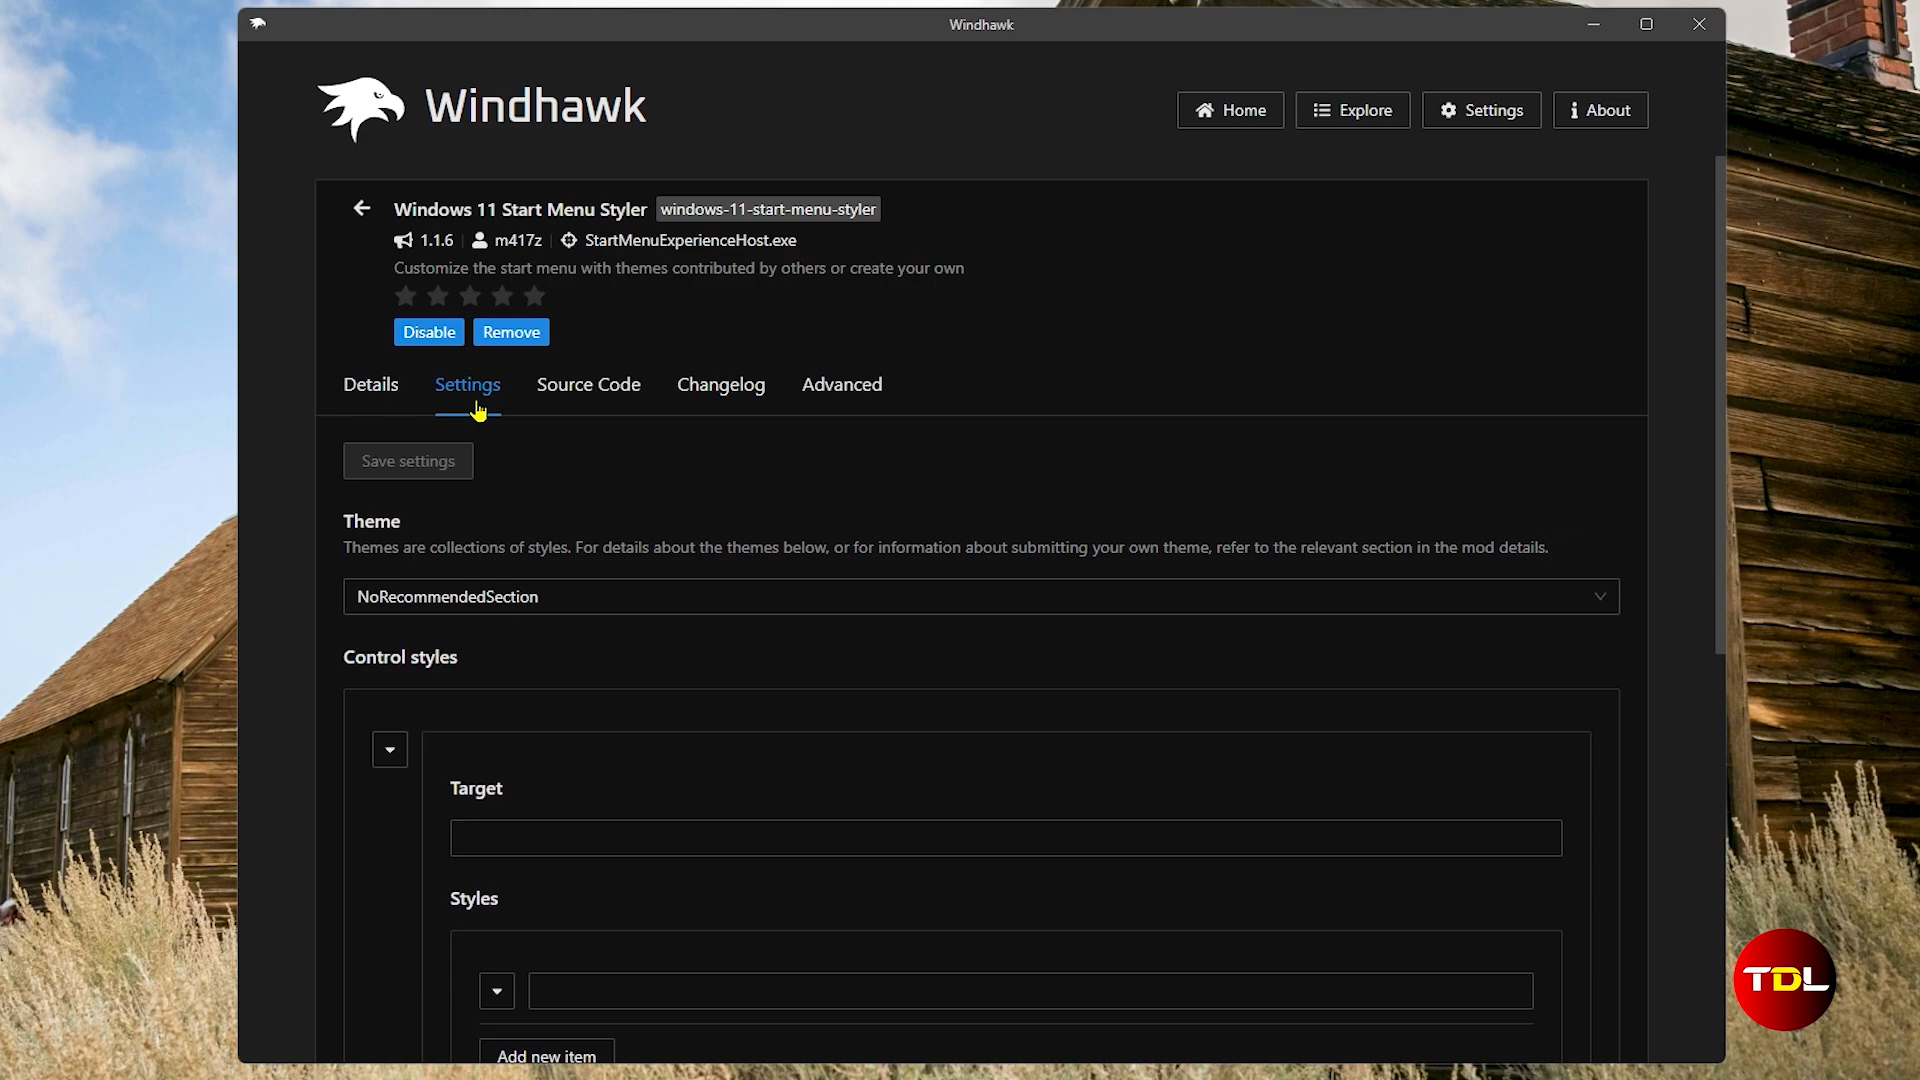 Windhawk
Windhawk
Home
Explore
Settings
About
Windows 11 Start Menu Styler windows-11-start-menu-styler
1.1.6 m417z StartMenuExperienceHost.exe
Customize the start menu with themes contributed by others or create your own
Disable Remove
Details Settings Source Code Changelog Advanced
Save settings
Theme
Themes are collections of styles. For details about the themes below, or for information about submitting your own theme, refer to the relevant section in the mod details.
NoRecommendedSection
Control styles
Target
Styles
Add new item
TDL